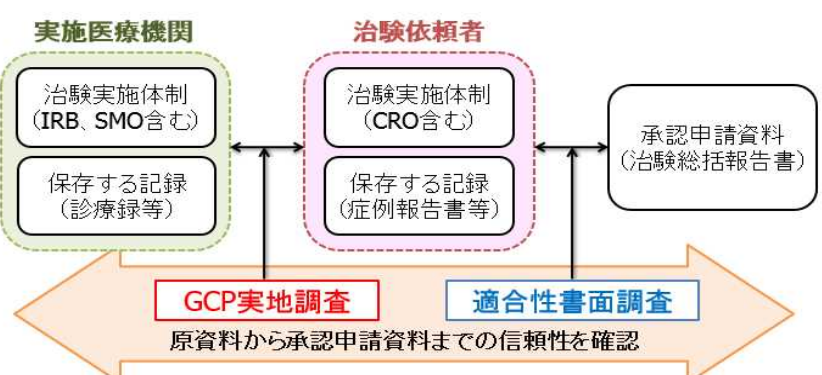 実施医療機関
治験実施体制
(IRB、SMO含む)
保存する記録
(診療録等)
治験依頼者
治験実施体制
(CRO含む)
保存する記録
(症例報告書等)
承認申請資料
(治験総括報告書)
GCP実地調査
適合性書面調査
原資料から承認申請資料までの信頼性を確認